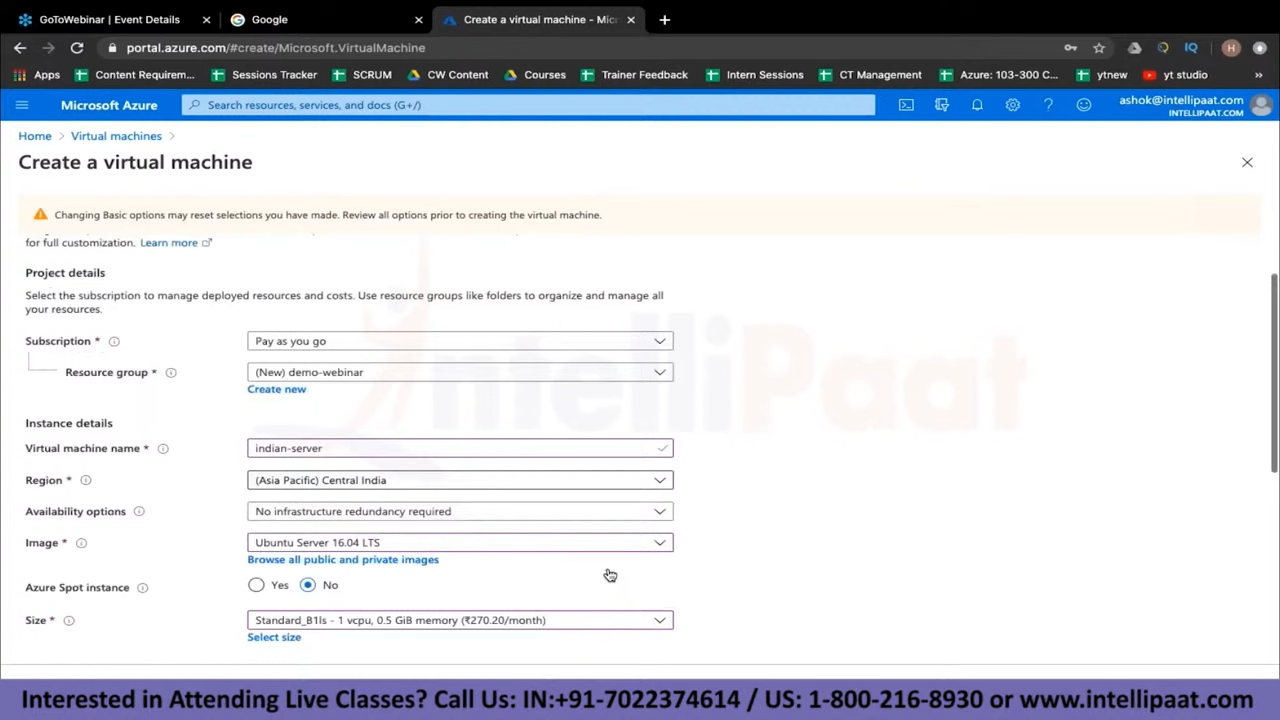 GoToWebinar | Event Details
Google
Create a virtual machine - Mic
portal.azure.com/#create/Microsoft.VirtualMachine
IQ
H
Apps
Content Requirem...
Sessions Tracker
SCRUM
CW Content
Courses
Trainer Feedback
Intern Sessions
CT Management
Azure: 103-300 C...
ytnew
yt studio
»
Microsoft Azure
Search resources, services, and docs (G+/)
ashok@intellipaat.com
INTELLIPAAT.COM
Home > Virtual machines >
Create a virtual machine
Changing Basic options may reset selections you have made. Review all options prior to creating the virtual machine.
for full customization. Learn more
Project details
Select the subscription to manage deployed resources and costs. Use resource groups like folders to organize and manage all
your resources.
Subscription * Pay as you go
Resource group * (New) demo-webinar
Create new
IntelliPaat
Instance details
Virtual machine name * indian-server
Region * (Asia Pacific) Central India
Availability options No infrastructure redundancy required
Image * Ubuntu Server 16.04 LTS
Browse all public and private images
Azure Spot instance Yes No
Size * Standard_B1ls - 1 vcpu, 0.5 GiB memory (₹270.20/month)
Select size
Interested in Attending Live Classes? Call Us: IN:+91-7022374614 / US: 1-800-216-8930 or www.intellipaat.com